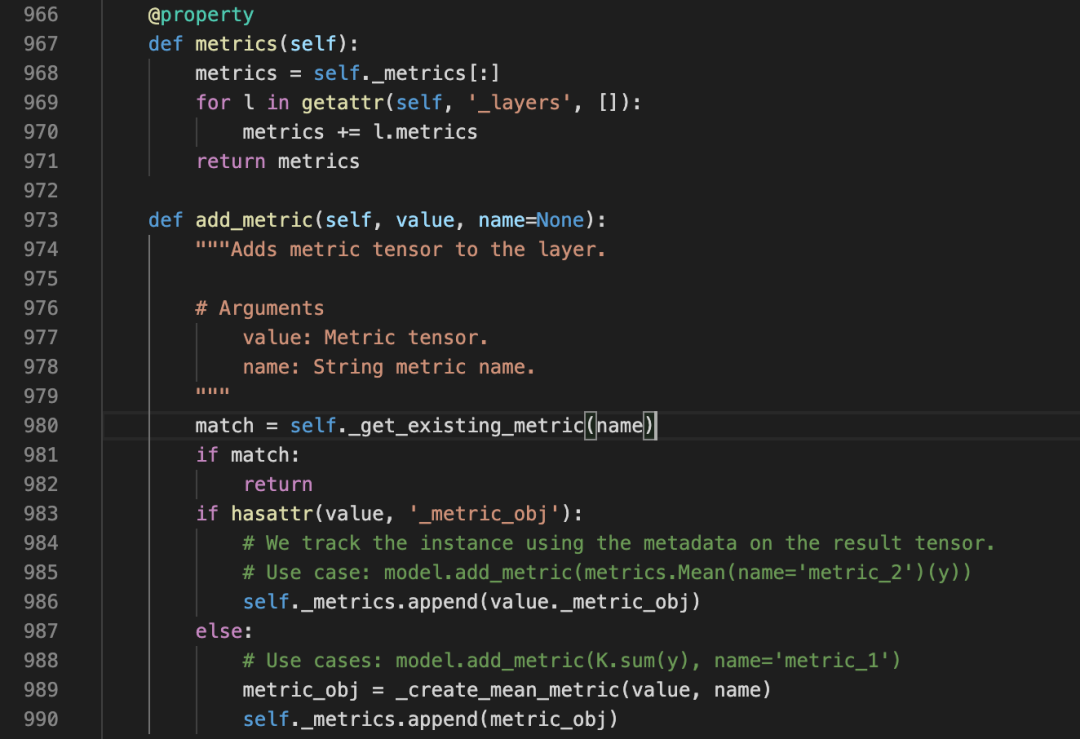 966 @property
967 def metrics(self):
968 metrics = self._metrics[:]
969 for l in getattr(self, '_layers', []):
970 metrics += l.metrics
971 return metrics
972
973 def add_metric(self, value, name=None):
974 """Adds metric tensor to the layer.
975
976 # Arguments
977 value: Metric tensor.
978 name: String metric name.
979 """
980 match = self._get_existing_metric(name)
981 if match:
982 return
983 if hasattr(value, '_metric_obj'):
984 # We track the instance using the metadata on the result tensor.
985 # Use case: model.add_metric(metrics.Mean(name='metric_2')(y))
986 self._metrics.append(value._metric_obj)
987 else:
988 # Use cases: model.add_metric(K.sum(y), name='metric_1')
989 metric_obj = _create_mean_metric(value, name)
990 self._metrics.append(metric_obj)